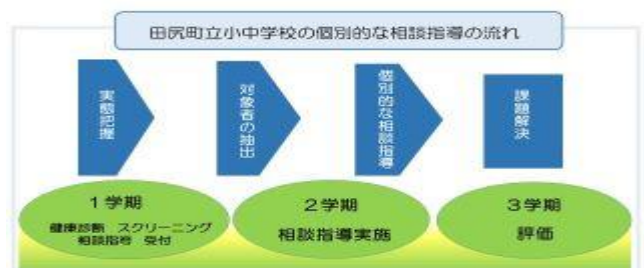 田尻町立小中学校の個別的な相談指導の流れ
実態把握
対象者の抽出
個別的な相談指導
課題解決
1学期
健康診断 スクリーニング
相談指導 受付
2学期
相談指導実施
3学期
評価